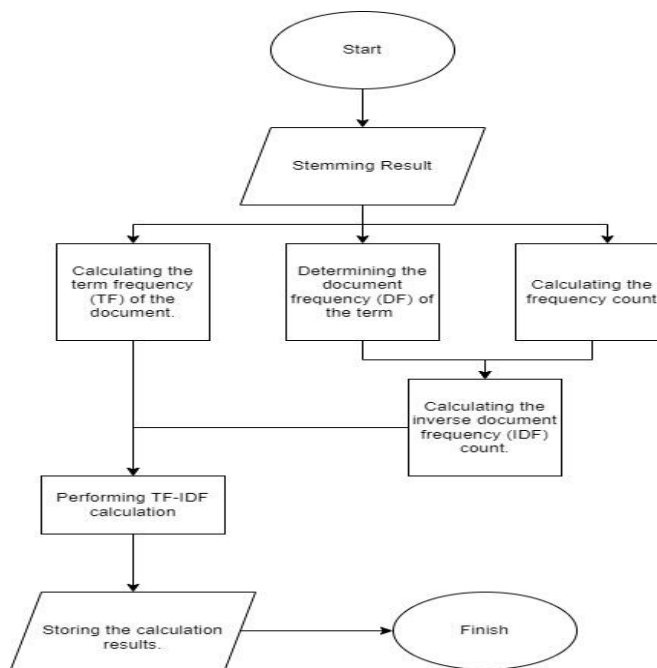 Start
Stemming Result
Calculating the
term frequency
(TF) of the
document.
Determining the
document
frequency (DF) of
the term
Calculating the
frequency count
Calculating the
inverse document
frequency (IDF)
count.
Performing TF-IDF
calculation
Storing the calculation
results.
Finish